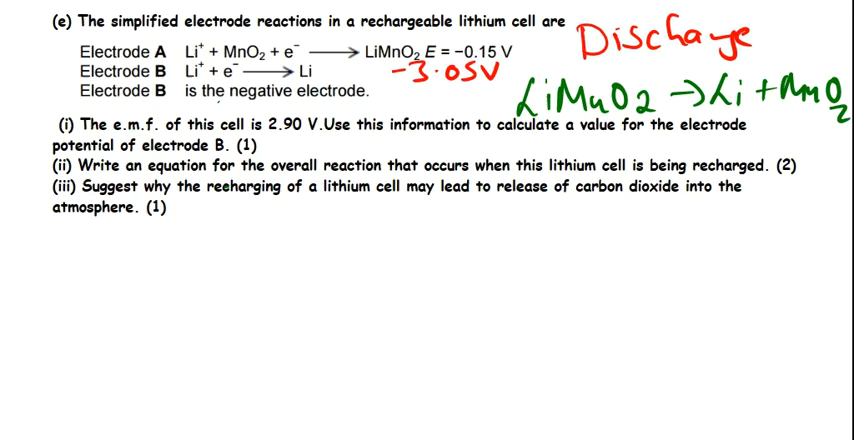 (e) The simplified electrode reactions in a rechargeable lithium cell are
Discharge
Electrode A Li⁺ + MnO₂ + e⁻ ⟶ LiMnO₂ E = −0.15 V
Electrode B Li⁺ + e⁻ ⟶ Li
-3.05V
Electrode B is the negative electrode.
LiMnO2 → Li + MnO2
(i) The e.m.f. of this cell is 2.90 V.Use this information to calculate a value for the electrode
potential of electrode B. (1)
(ii) Write an equation for the overall reaction that occurs when this lithium cell is being recharged. (2)
(iii) Suggest why the recharging of a lithium cell may lead to release of carbon dioxide into the
atmosphere. (1)